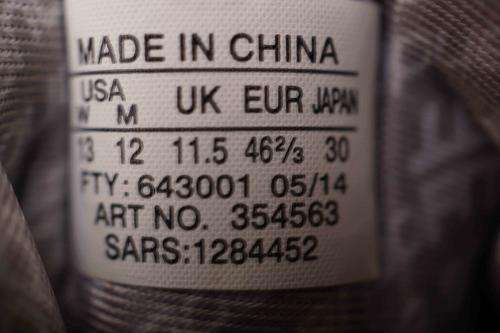 MADE IN CHINA
USA UK EUR JAPAN
W M
13 12 11.5 46⅔ 30
FTY: 643001 05/14
ART NO. 354563
SARS:1284452